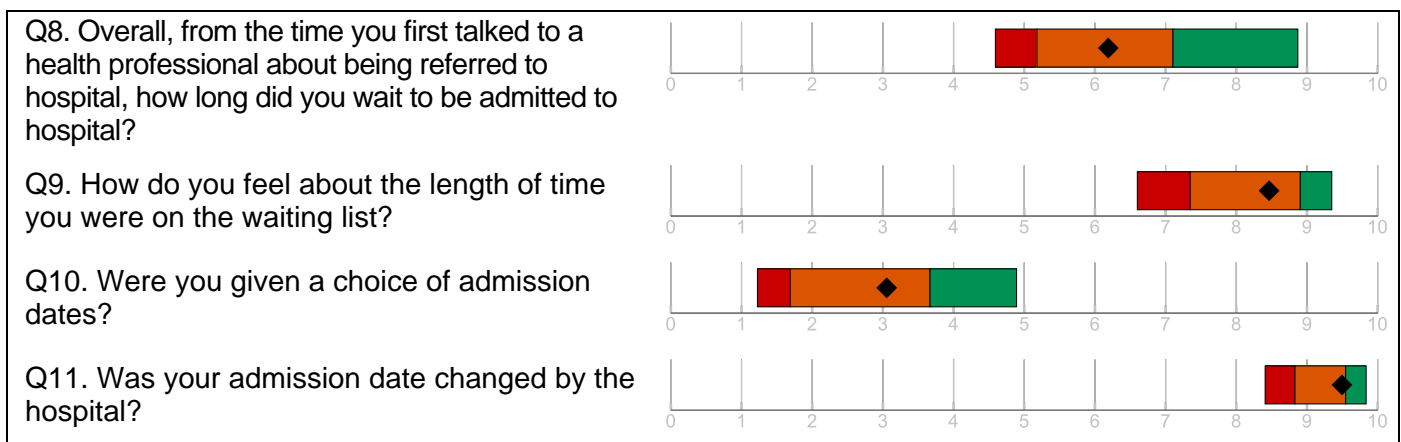 Q8. Overall, from the time you first talked to a
health professional about being referred to
hospital, how long did you wait to be admitted to
hospital?
0 1 2 3 4 5 6 7 8 9 10
Q9. How do you feel about the length of time
you were on the waiting list?
0 1 2 3 4 5 6 7 8 9 10
Q10. Were you given a choice of admission
dates?
0 1 2 3 4 5 6 7 8 9 10
Q11. Was your admission date changed by the
hospital?
0 1 2 3 4 5 6 7 8 9 10